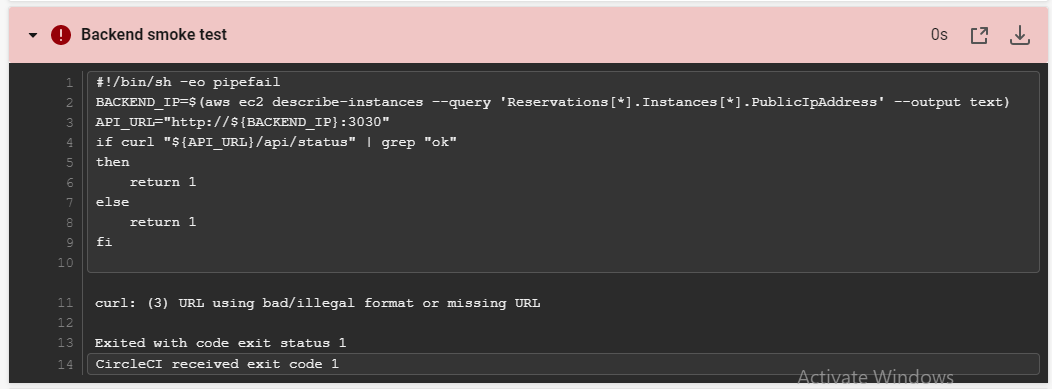 Backend smoke test 0s
1 #!/bin/sh -eo pipefail
2 BACKEND_IP=$(aws ec2 describe-instances --query 'Reservations[*].Instances[*].PublicIpAddress' --output text)
3 API_URL="http://${BACKEND_IP}:3030"
4 if curl "${API_URL}/api/status" | grep "ok"
5 then
6     return 1
7 else
8     return 1
9 fi
10
11 curl: (3) URL using bad/illegal format or missing URL
12
13 Exited with code exit status 1
14 CircleCI received exit code 1
Activate Windows